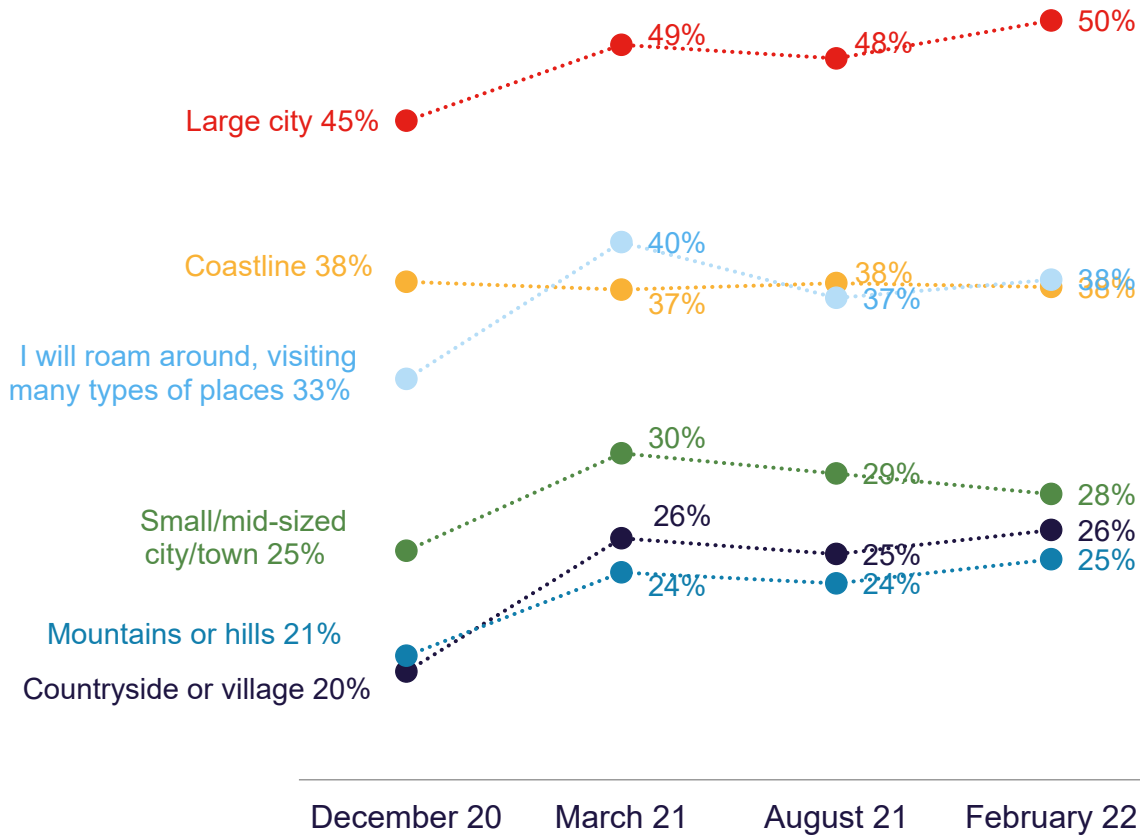 50%
49%
48%
Large city 45%
40%
Coastline 38%
38%
38%
38%
37%
37%
I will roam around, visiting
many types of places 33%
30%
29%
28%
Small/mid-sized
city/town 25%
26%
26%
25%
25%
24%
24%
Mountains or hills 21%
Countryside or village 20%
December 20
March 21
August 21
February 22